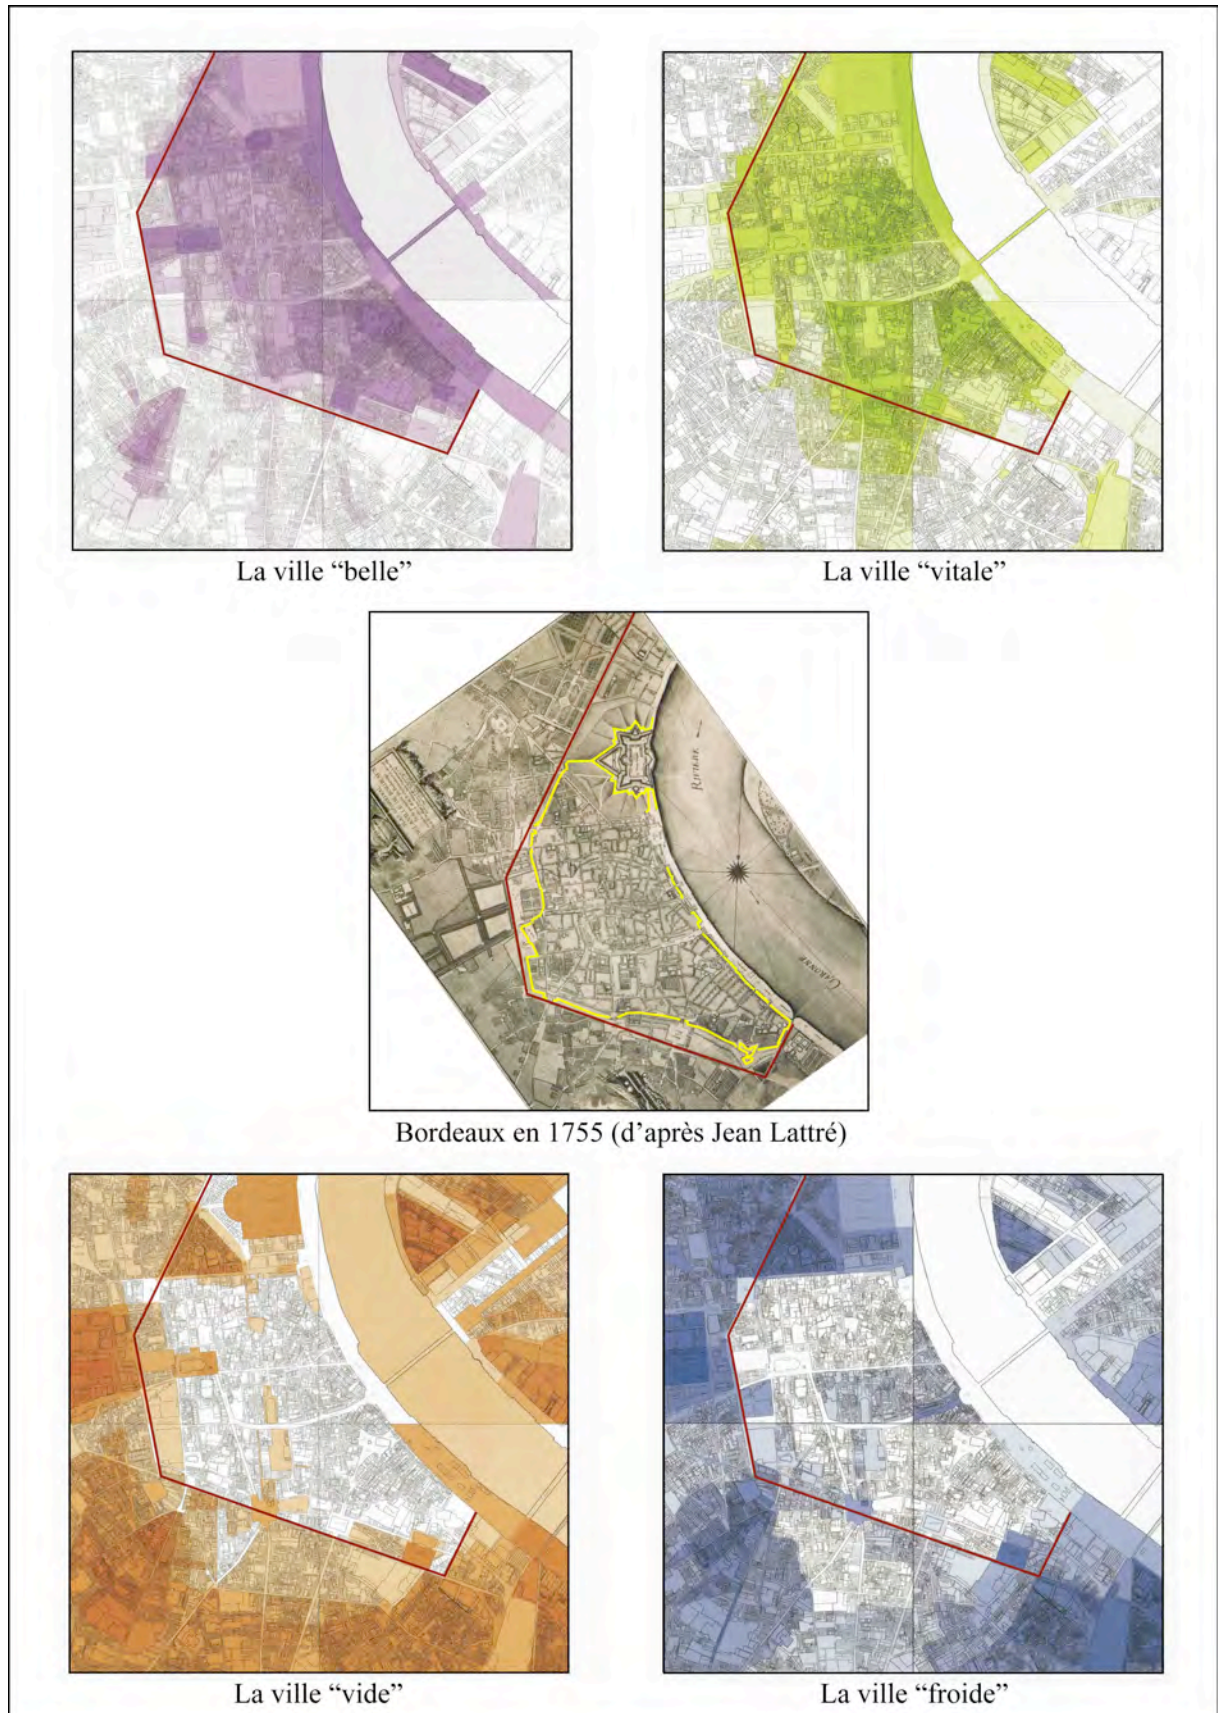 La ville “belle”
La ville “vitale”
RIVIERE
GARONNE
Bordeaux en 1755 (d’après Jean Lattré)
La ville “vide”
La ville “froide”